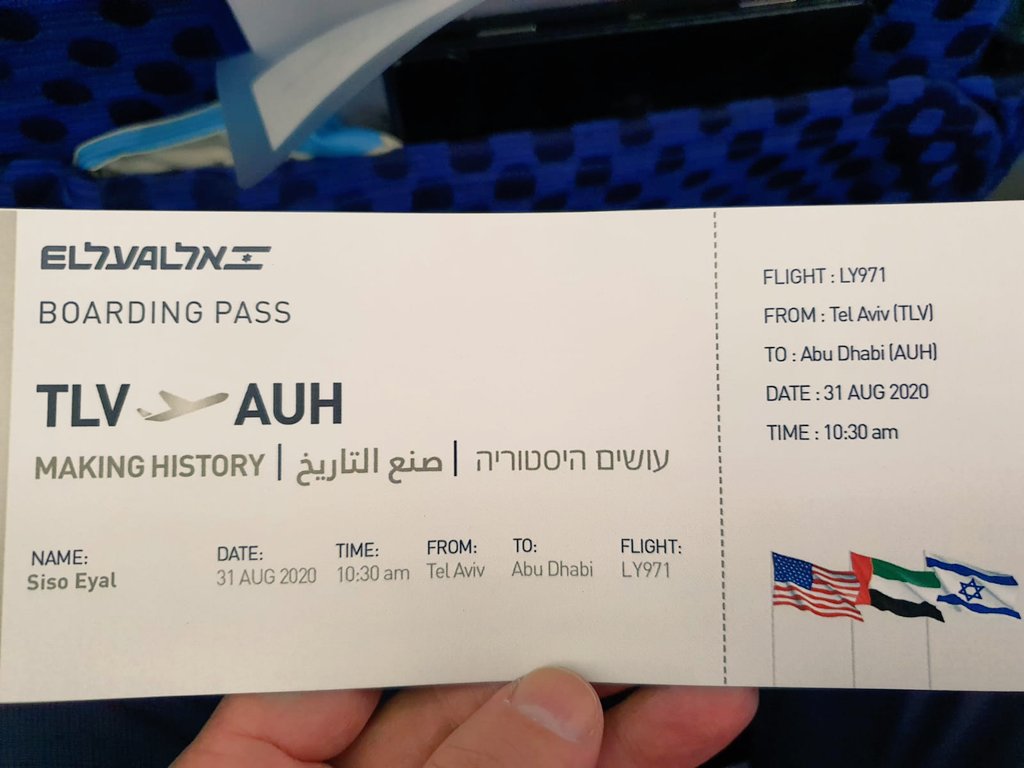 ELעלAL אל על
BOARDING PASS
TLV AUH
MAKING HISTORY | صنع التاريخ | עושים היסטוריה
NAME: DATE: TIME: FROM: TO: FLIGHT:
Siso Eyal 31 AUG 2020 10:30 am Tel Aviv Abu Dhabi LY971
FLIGHT : LY971
FROM : Tel Aviv (TLV)
TO : Abu Dhabi (AUH)
DATE : 31 AUG 2020
TIME : 10:30 am